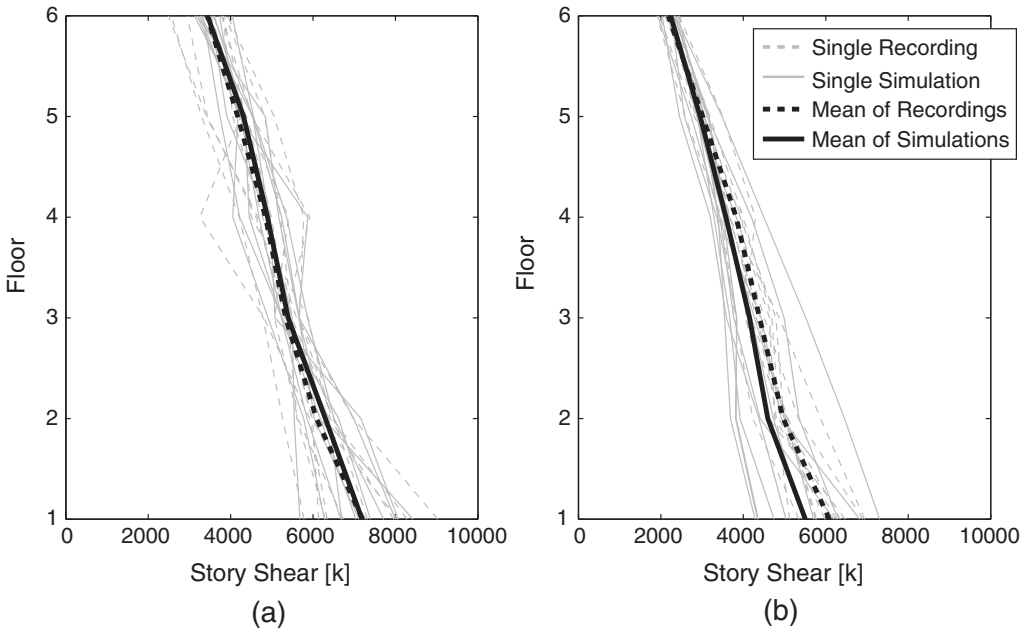 6
5
4
3
2
1
Floor
0 2000 4000 6000 8000 10000
Story Shear [k]
(a)
6
5
4
3
2
1
Floor
0 2000 4000 6000 8000 10000
Story Shear [k]
(b)
Single Recording
Single Simulation
Mean of Recordings
Mean of Simulations